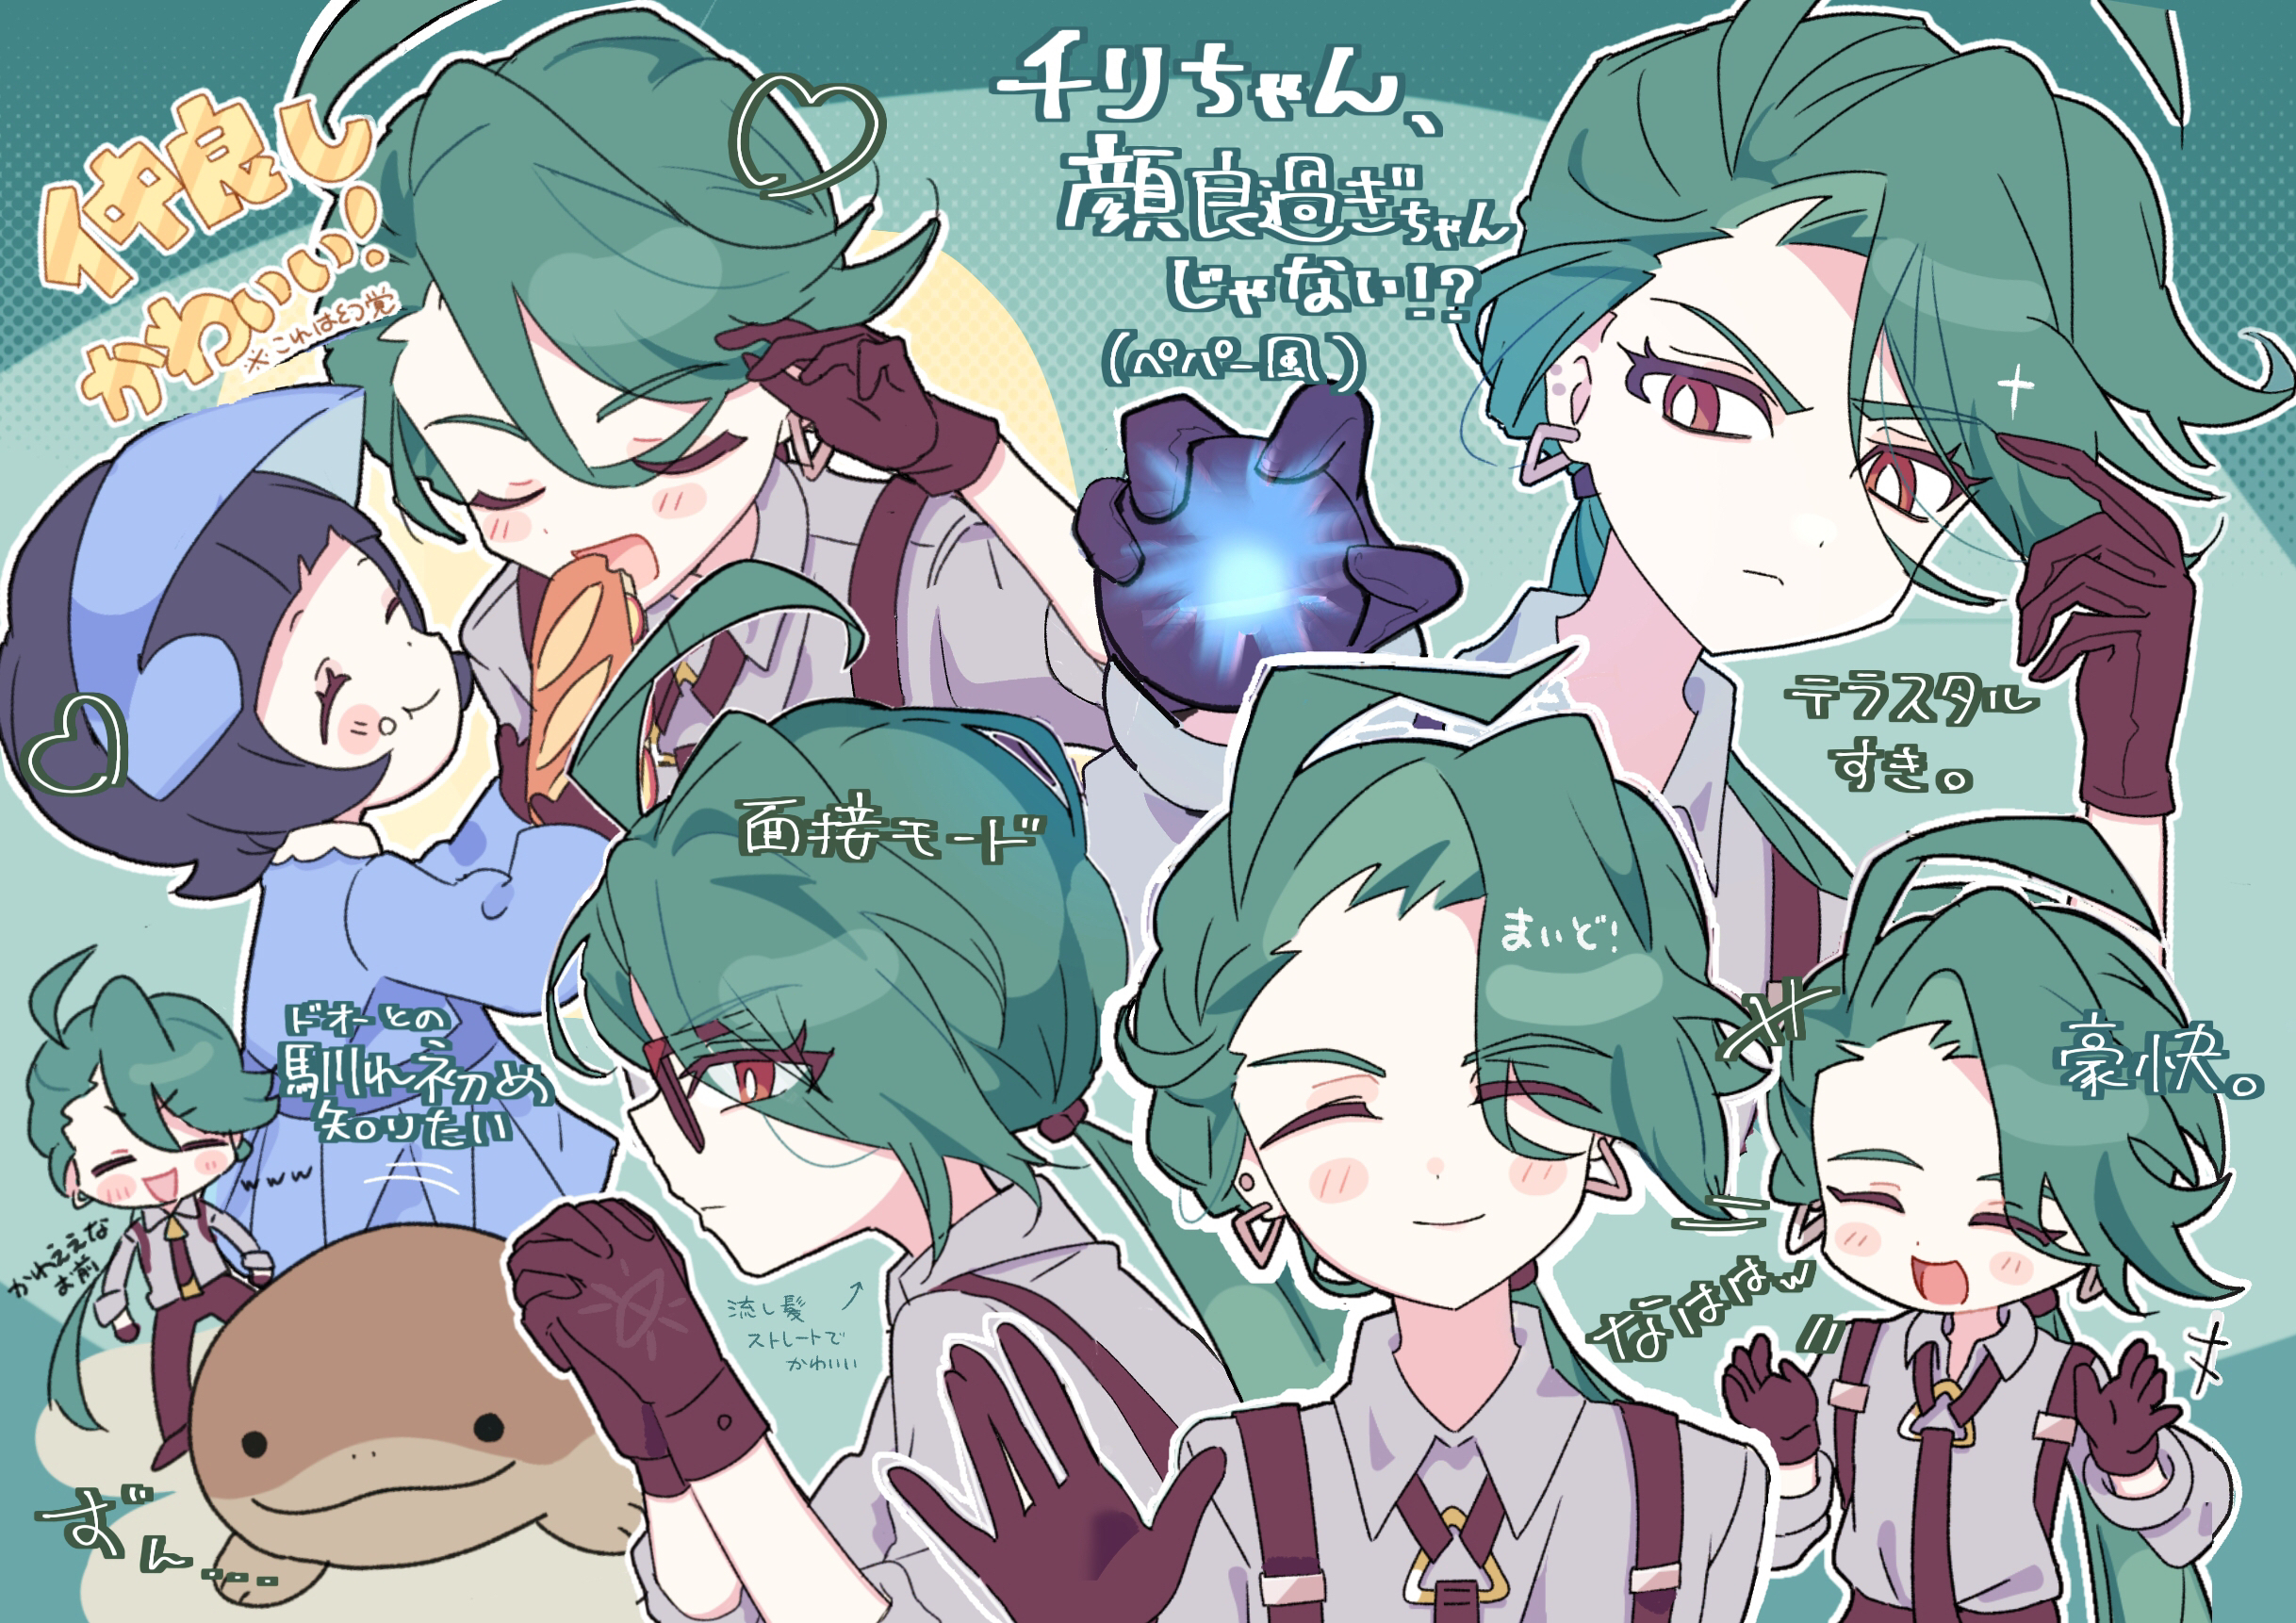 仲良し
かわいい!
※これは幻覚
チリちゃん、
顔良過ぎちゃん
じゃない!?
(ペパー風)
テラスタル
すき。
面接モード
まいど!
豪快。
ドオーとの
馴れ初め
知りたい
www
かわええな
お前
なははw
流し髪
ストレートで
かわいい
ずん...